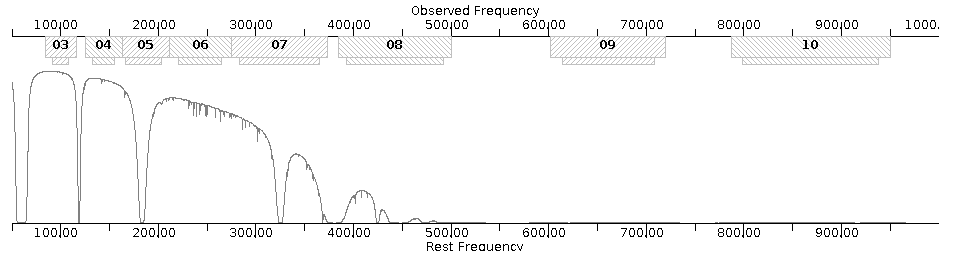 Observed Frequency
100.00 200.00 300.00 400.00 500.00 600.00 700.00 800.00 900.00 1000.
03 04 05 06 07 08 09 10
100.00 200.00 300.00 400.00 500.00 600.00 700.00 800.00 900.00
Rest Frequency